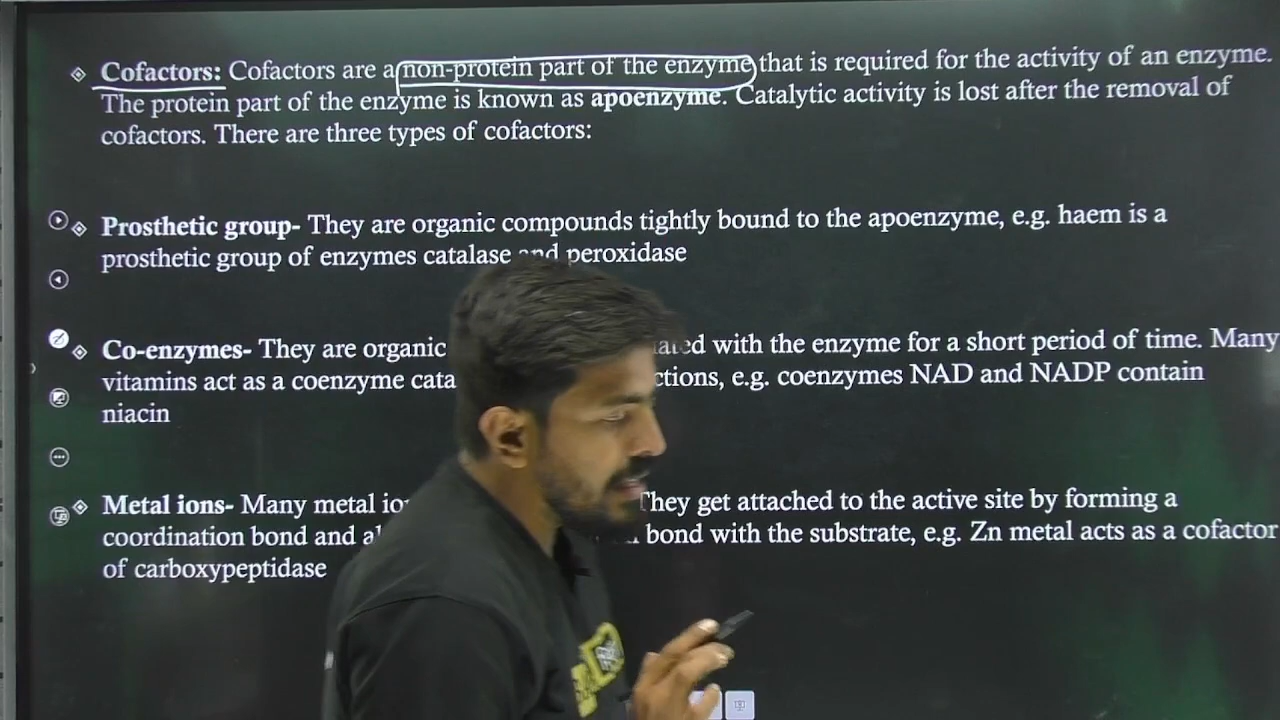 Cofactors: Cofactors are a non-protein part of the enzyme that is required for the activity of an enzyme.
The protein part of the enzyme is known as apoenzyme. Catalytic activity is lost after the removal of
cofactors. There are three types of cofactors:
Prosthetic group- They are organic compounds tightly bound to the apoenzyme, e.g. haem is a
prosthetic group of enzymes catalase and peroxidase
Co-enzymes- They are organic with the enzyme for a short period of time. Many
vitamins act as a coenzyme e.g. coenzymes NAD and NADP contain
niacin
Metal ions- Many metal They get attached to the active site by forming a
coordination bond and bond with the substrate, e.g. Zn metal acts as a cofactor
of carboxypeptidase